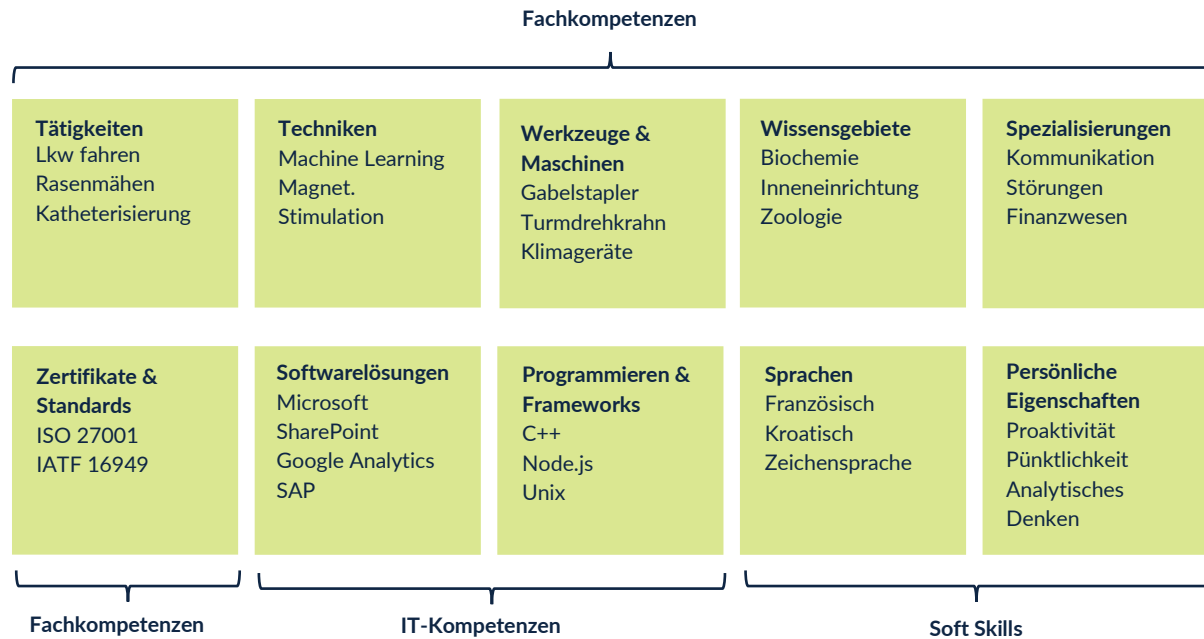 Fachkompetenzen
Tätigkeiten
Lkw fahren
Rasenmähen
Katheterisierung
Techniken
Machine Learning
Magnet.
Stimulation
Werkzeuge &
Maschinen
Gabelstapler
Turmdrehkrahn
Klimageräte
Wissensgebiete
Biochemie
Inneneinrichtung
Zoologie
Spezialisierungen
Kommunikation
Störungen
Finanzwesen
Zertifikate &
Standards
ISO 27001
IATF 16949
Softwarelösungen
Microsoft
SharePoint
Google Analytics
SAP
Programmieren &
Frameworks
C++
Node.js
Unix
Sprachen
Französisch
Kroatisch
Zeichensprache
Persönliche
Eigenschaften
Proaktivität
Pünktlichkeit
Analytisches
Denken
Fachkompetenzen
IT-Kompetenzen
Soft Skills